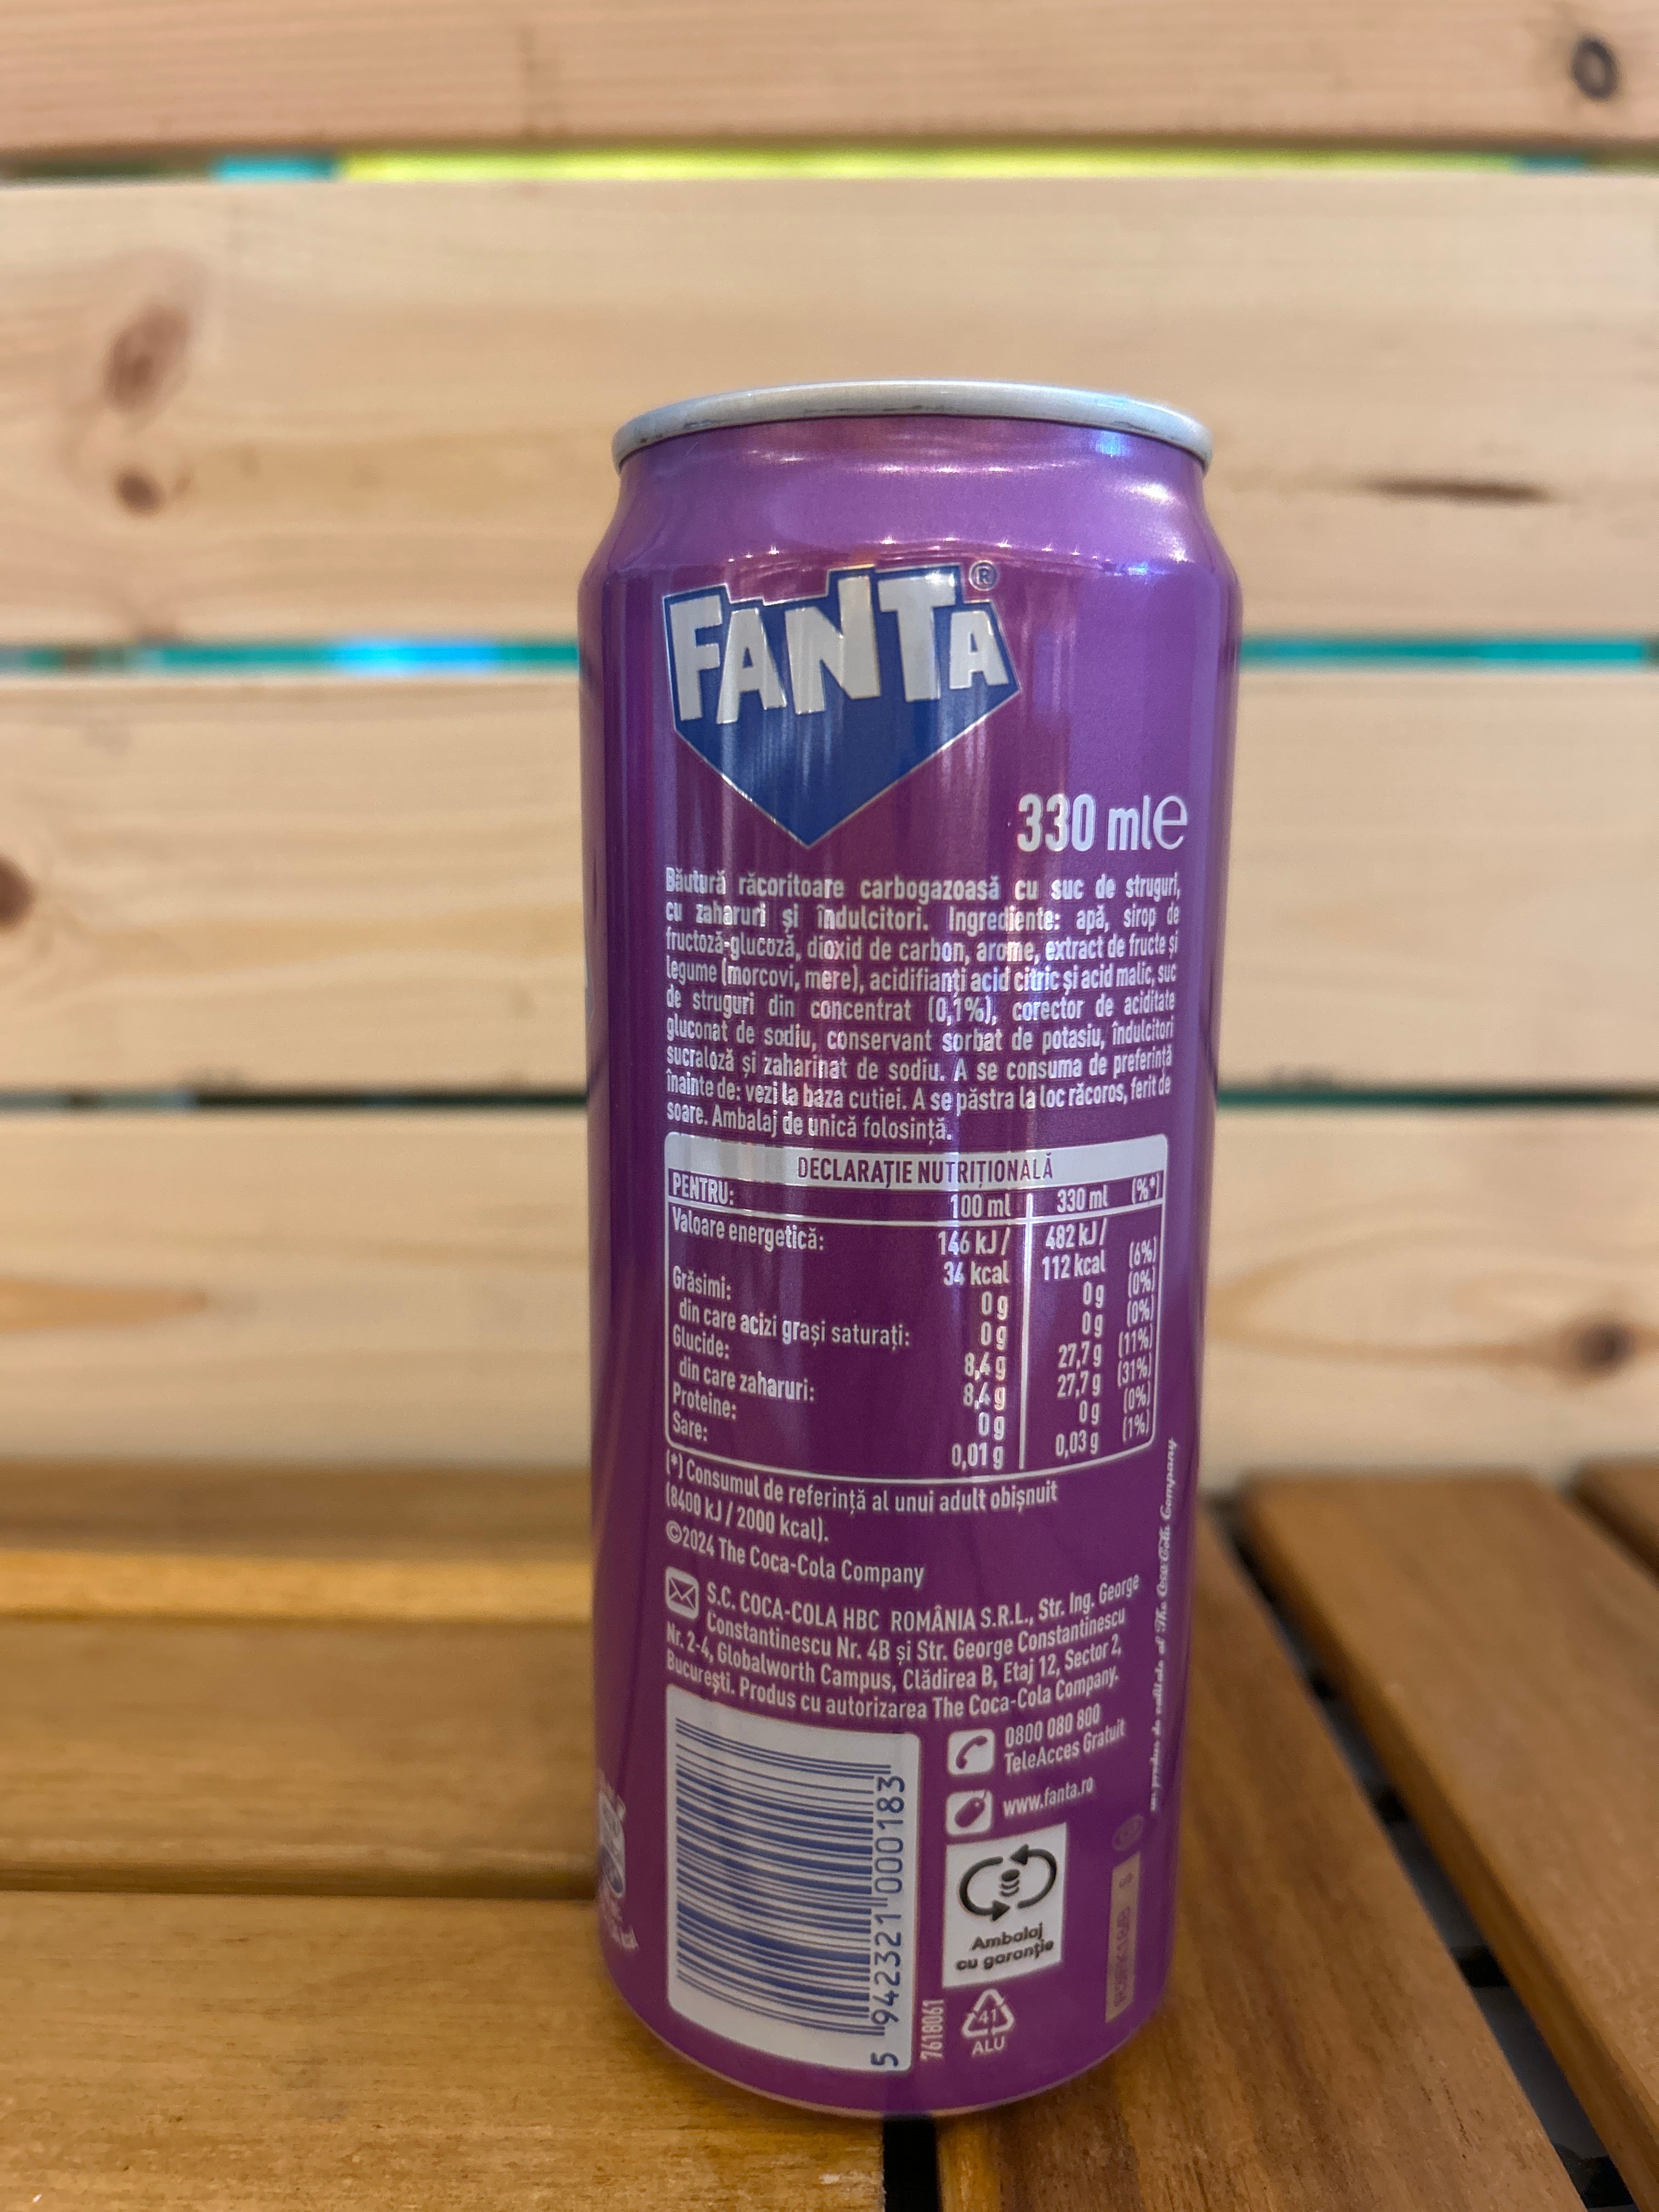 FANTA®
330 ml e
Băutură răcoritoare carbogazoasă cu suc de struguri,
cu zaharuri și îndulcitori. Ingrediente: apă, sirop de
fructoză-glucoză, dioxid de carbon, arome, extract de fructe și
legume (morcovi, mere), acidifianți acid citric și acid malic, suc
de struguri din concentrat (0,1%), corector de aciditate
gluconat de sodiu, conservant sorbat de potasiu, îndulcitori
sucraloză și zaharinat de sodiu. A se consuma de preferință
înainte de: vezi la baza cutiei. A se păstra la loc răcoros, ferit de
soare. Ambalaj de unică folosință.
DECLARAȚIE NUTRIȚIONALĂ
PENTRU: 100 ml 330 ml (%*)
Valoare energetică: 146 kJ/ 482 kJ/
34 kcal 112 kcal (6%)
Grăsimi: 0 g 0 g (0%)
din care acizi grași saturați: 0 g 0 g (0%)
Glucide: 8,4 g 27,7 g (11%)
din care zaharuri: 8,4 g 27,7 g (31%)
Proteine: 0 g 0 g (0%)
Sare: 0,01 g 0,03 g (1%)
(*) Consumul de referință al unui adult obișnuit
(8400 kJ / 2000 kcal).
©2024 The Coca-Cola Company
S.C. COCA-COLA HBC ROMÂNIA S.R.L., Str. Ing. George
Constantinescu Nr. 4B și Str. George Constantinescu
Nr. 2-4, Globalworth Campus, Clădirea B, Etaj 12, Sector 2,
București. Produs cu autorizarea The Coca-Cola Company.
0800 080 800
TeleAcces Gratuit
www.fanta.ro
Ambalaj
cu garanție
41
ALU
5 942321 000183
7618061
un produs de calitate al The Coca-Cola Company